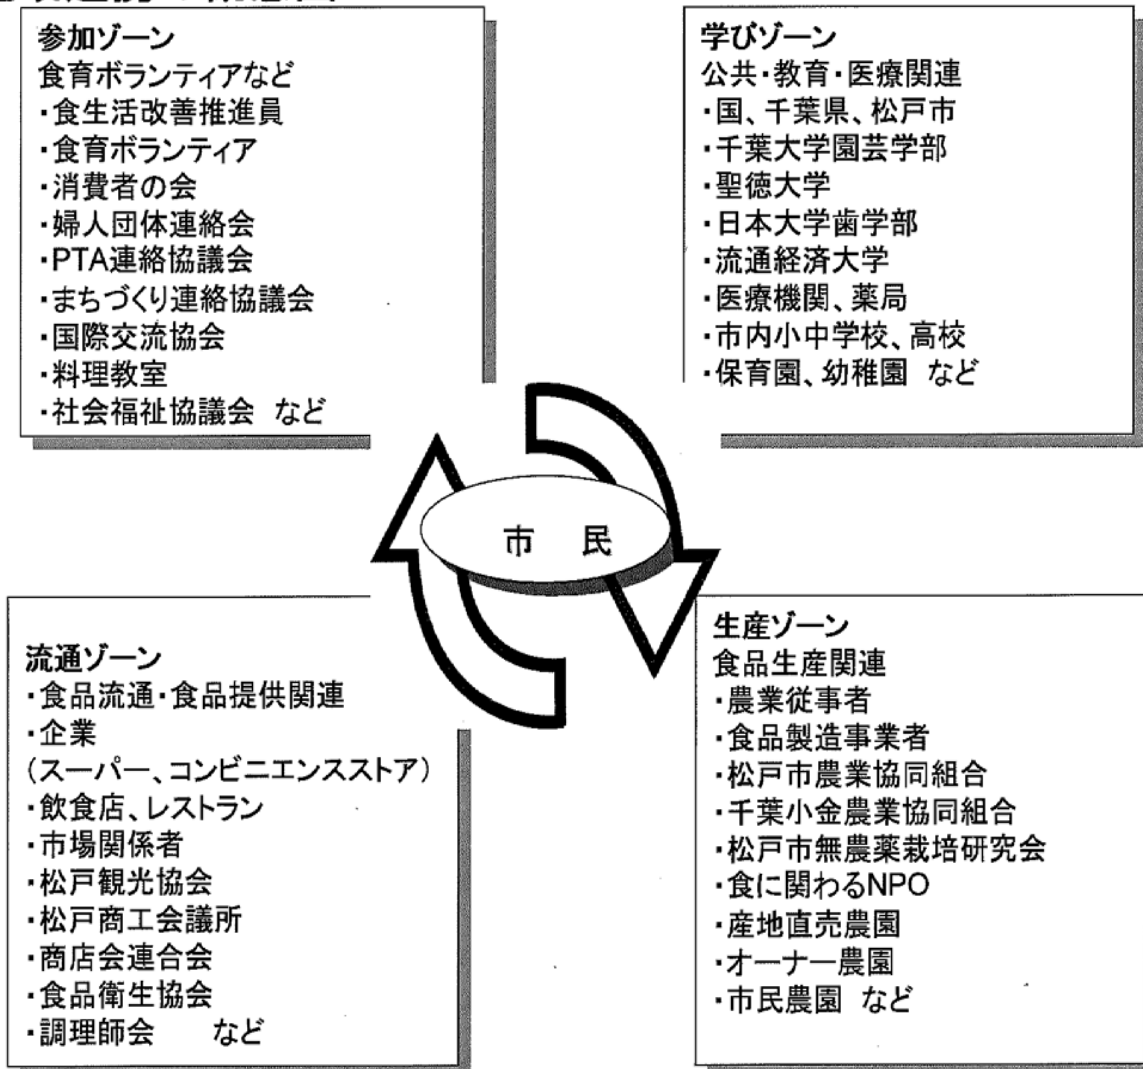 参加ゾーン
食育ボランティアなど
・食生活改善推進員
・食育ボランティア
・消費者の会
・婦人団体連絡会
・PTA連絡協議会
・まちづくり連絡協議会
・国際交流協会
・料理教室
・社会福祉協議会 など
学びゾーン
公共・教育・医療関連
・国、千葉県、松戸市
・千葉大学園芸学部
・聖徳大学
・日本大学歯学部
・流通経済大学
・医療機関、薬局
・市内小中学校、高校
・保育園、幼稚園 など
市 民
流通ゾーン
・食品流通・食品提供関連
・企業
(スーパー、コンビニエンスストア)
・飲食店、レストラン
・市場関係者
・松戸観光協会
・松戸商工会議所
・商店会連合会
・食品衛生協会
・調理師会 など
生産ゾーン
食品生産関連
・農業従事者
・食品製造事業者
・松戸市農業協同組合
・千葉小金農業協同組合
・松戸市無農薬栽培研究会
・食に関わるNPO
・産地直売農園
・オーナー農園
・市民農園 など